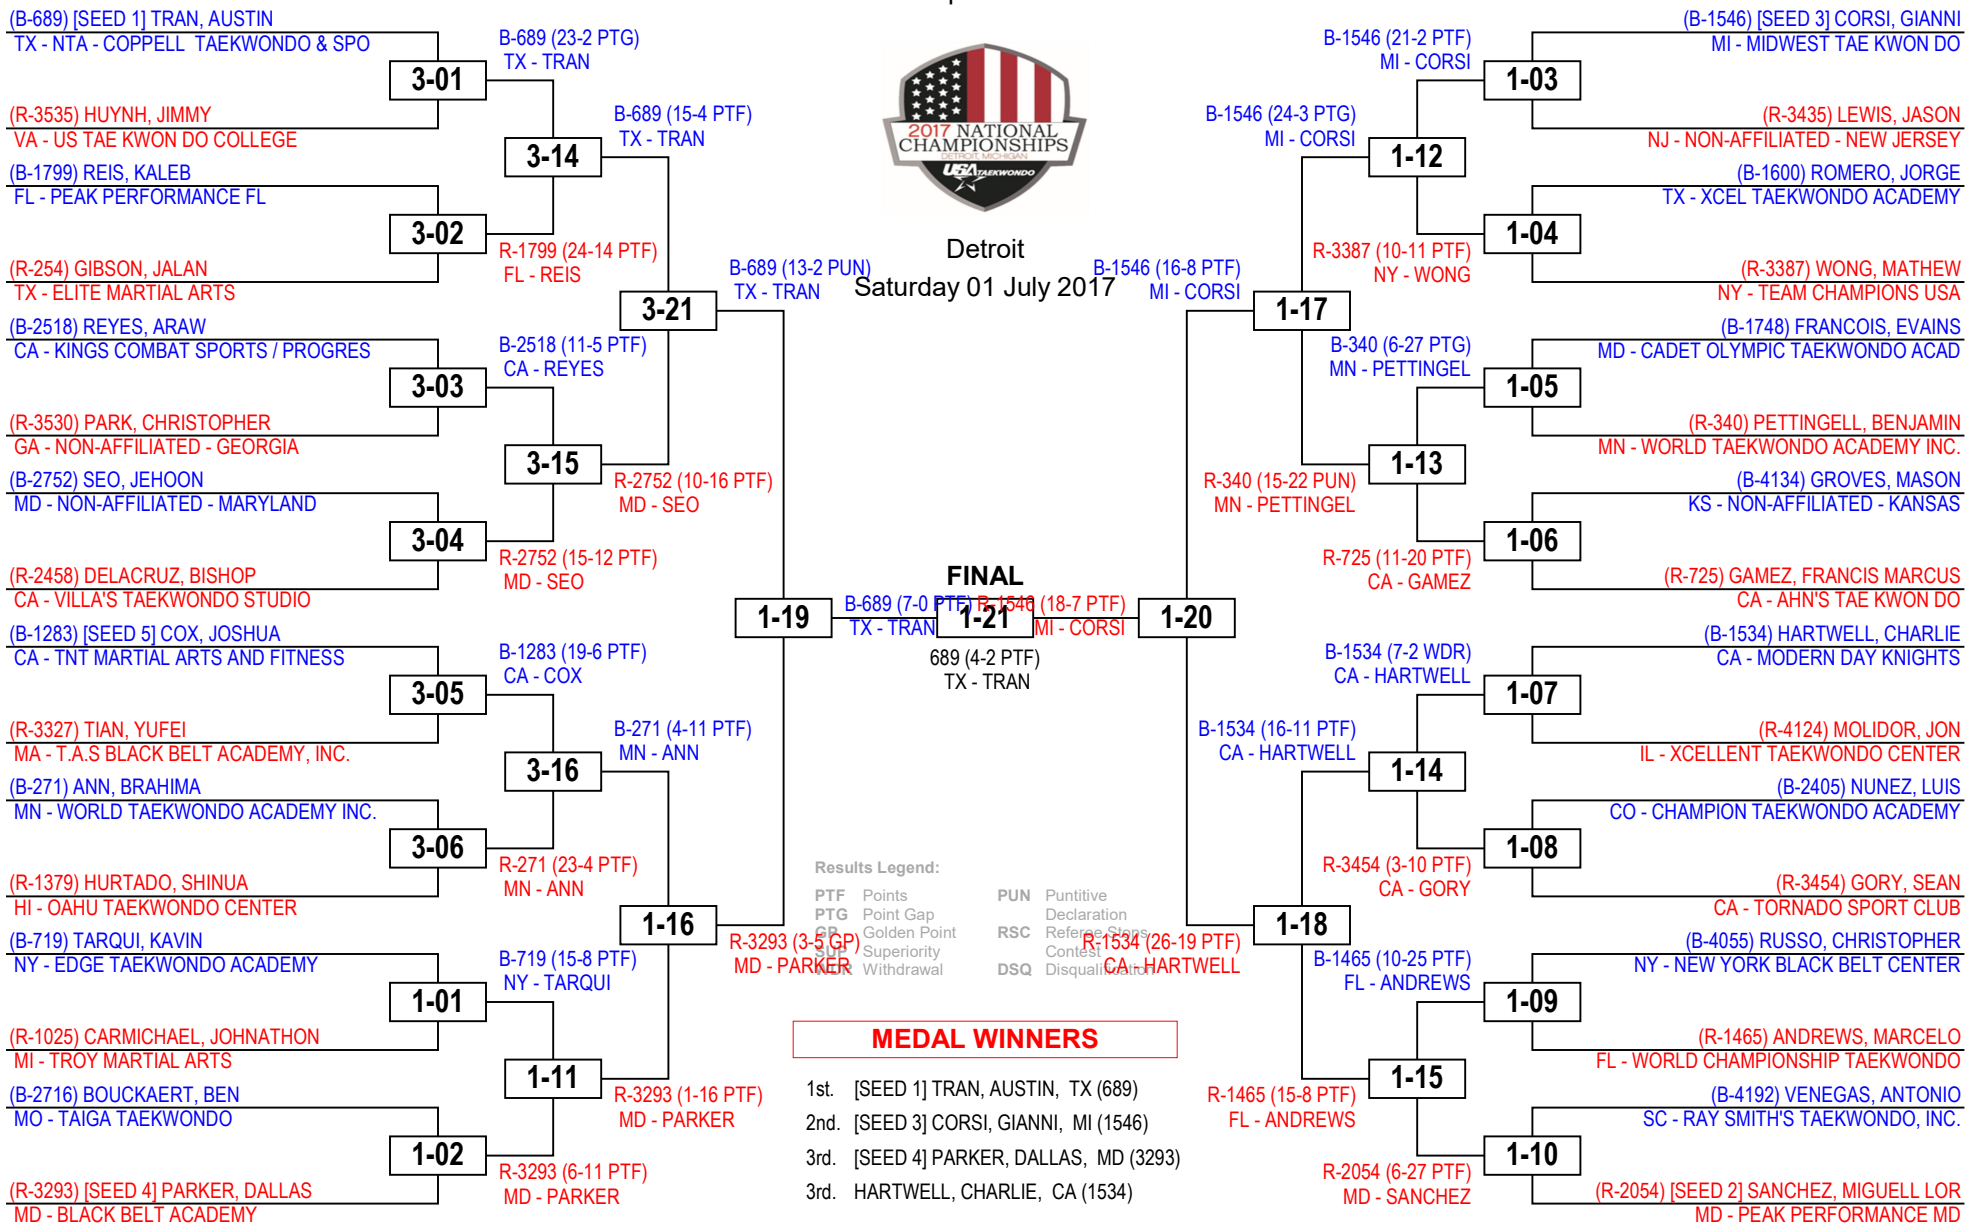 (B-689) [SEED 1] TRAN, AUSTIN
TX - NTA - COPPELL TAEKWONDO & SPO
3-01
(R-3535) HUYNH, JIMMY
VA - US TAE KWON DO COLLEGE
(B-1799) REIS, KALEB
FL - PEAK PERFORMANCE FL
3-02
(R-254) GIBSON, JALAN
TX - ELITE MARTIAL ARTS
(B-2518) REYES, ARAW
CA - KINGS COMBAT SPORTS / PROGRES
3-03
(R-3530) PARK, CHRISTOPHER
GA - NON-AFFILIATED - GEORGIA
(B-2752) SEO, JEHOON
MD - NON-AFFILIATED - MARYLAND
3-04
(R-2458) DELACRUZ, BISHOP
CA - VILLA'S TAEKWONDO STUDIO
(B-1283) [SEED 5] COX, JOSHUA
CA - TNT MARTIAL ARTS AND FITNESS
3-05
(R-3327) TIAN, YUFEI
MA - T.A.S BLACK BELT ACADEMY, INC.
(B-271) ANN, BRAHIMA
MN - WORLD TAEKWONDO ACADEMY INC.
3-06
(R-1379) HURTADO, SHINUA
HI - OAHU TAEKWONDO CENTER
(B-719) TARQUI, KAVIN
NY - EDGE TAEKWONDO ACADEMY
1-01
(R-1025) CARMICHAEL, JOHNATHON
MI - TROY MARTIAL ARTS
(B-2716) BOUCKAERT, BEN
MO - TAIGA TAEKWONDO
1-02
(R-3293) [SEED 4] PARKER, DALLAS
MD - BLACK BELT ACADEMY
B-689 (23-2 PTG)
TX - TRAN
3-14
R-1799 (24-14 PTF)
FL - REIS
B-2518 (11-5 PTF)
CA - REYES
3-15
R-2752 (15-12 PTF)
MD - SEO
B-1283 (19-6 PTF)
CA - COX
3-16
R-271 (23-4 PTF)
MN - ANN
B-719 (15-8 PTF)
NY - TARQUI
1-11
R-3293 (6-11 PTF)
MD - PARKER
B-689 (15-4 PTF)
TX - TRAN
3-21
R-2752 (10-16 PTF)
MD - SEO
B-271 (4-11 PTF)
MN - ANN
1-16
R-3293 (1-16 PTF)
MD - PARKER
B-689 (13-2 PUN)
TX - TRAN
1-19
R-3293 (3-5 GP)
MD - PARKER
2017 NATIONAL
CHAMPIONSHIPS
DETROIT, MICHIGAN
USA TAEKWONDO
Detroit
Saturday 01 July 2017
FINAL
B-689 (7-0 PTF)
TX - TRAN
1-21
R-1546 (18-7 PTF)
MI - CORSI
689 (4-2 PTF)
TX - TRAN
Results Legend:
PTF Points
PTG Point Gap
GP Golden Point
SUP Superiority
WDR Withdrawal
PUN Puntitive
Declaration
RSC Referee Stops
Contest
DSQ Disqualification
MEDAL WINNERS
1st. [SEED 1] TRAN, AUSTIN, TX (689)
2nd. [SEED 3] CORSI, GIANNI, MI (1546)
3rd. [SEED 4] PARKER, DALLAS, MD (3293)
3rd. HARTWELL, CHARLIE, CA (1534)
B-1546 (16-8 PTF)
MI - CORSI
1-20
R-1534 (26-19 PTF)
CA - HARTWELL
B-1546 (24-3 PTG)
MI - CORSI
1-17
R-340 (15-22 PUN)
MN - PETTINGEL
B-1534 (16-11 PTF)
CA - HARTWELL
1-18
R-1465 (15-8 PTF)
FL - ANDREWS
B-1546 (21-2 PTF)
MI - CORSI
1-12
R-3387 (10-11 PTF)
NY - WONG
B-340 (6-27 PTG)
MN - PETTINGEL
1-13
R-725 (11-20 PTF)
CA - GAMEZ
B-1534 (7-2 WDR)
CA - HARTWELL
1-14
R-3454 (3-10 PTF)
CA - GORY
B-1465 (10-25 PTF)
FL - ANDREWS
1-15
R-2054 (6-27 PTF)
MD - SANCHEZ
(B-1546) [SEED 3] CORSI, GIANNI
MI - MIDWEST TAE KWON DO
1-03
(R-3435) LEWIS, JASON
NJ - NON-AFFILIATED - NEW JERSEY
(B-1600) ROMERO, JORGE
TX - XCEL TAEKWONDO ACADEMY
1-04
(R-3387) WONG, MATHEW
NY - TEAM CHAMPIONS USA
(B-1748) FRANCOIS, EVAINS
MD - CADET OLYMPIC TAEKWONDO ACAD
1-05
(R-340) PETTINGELL, BENJAMIN
MN - WORLD TAEKWONDO ACADEMY INC.
(B-4134) GROVES, MASON
KS - NON-AFFILIATED - KANSAS
1-06
(R-725) GAMEZ, FRANCIS MARCUS
CA - AHN'S TAE KWON DO
(B-1534) HARTWELL, CHARLIE
CA - MODERN DAY KNIGHTS
1-07
(R-4124) MOLIDOR, JON
IL - XCELLENT TAEKWONDO CENTER
(B-2405) NUNEZ, LUIS
CO - CHAMPION TAEKWONDO ACADEMY
1-08
(R-3454) GORY, SEAN
CA - TORNADO SPORT CLUB
(B-4055) RUSSO, CHRISTOPHER
NY - NEW YORK BLACK BELT CENTER
1-09
(R-1465) ANDREWS, MARCELO
FL - WORLD CHAMPIONSHIP TAEKWONDO
(B-4192) VENEGAS, ANTONIO
SC - RAY SMITH'S TAEKWONDO, INC.
1-10
(R-2054) [SEED 2] SANCHEZ, MIGUELL LOR
MD - PEAK PERFORMANCE MD